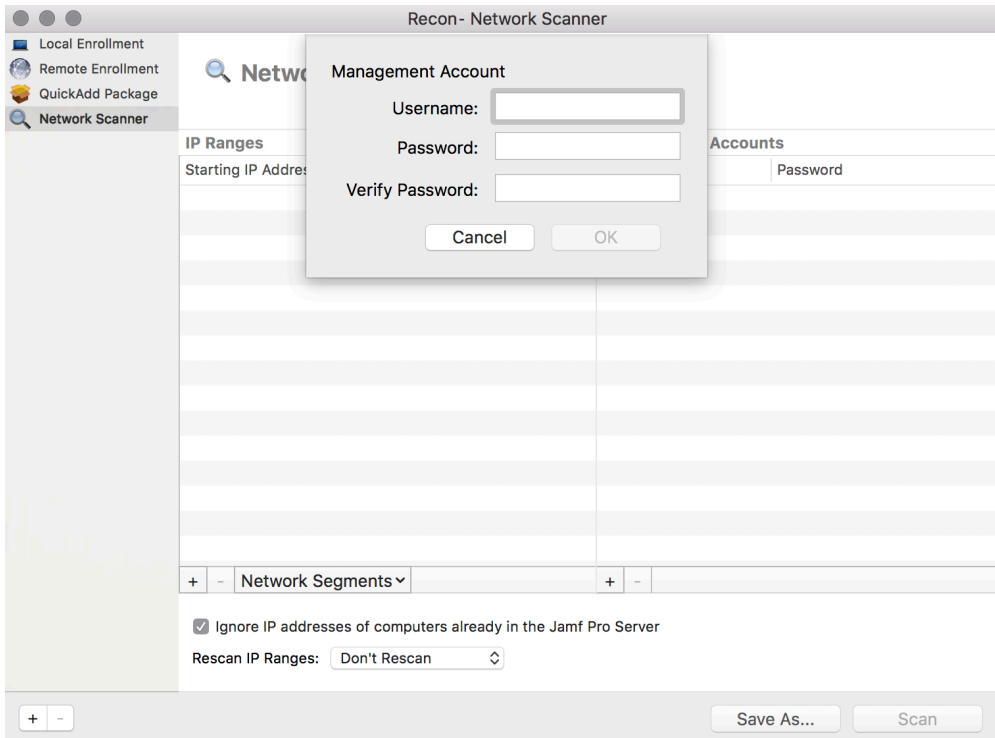 Recon- Network Scanner
Local Enrollment
Remote Enrollment
QuickAdd Package
Network Scanner
Management Account
Username:
Password:
Verify Password:
Cancel OK
IP Ranges
Starting IP
Accounts
Password
+ - Network Segments
+ -
Ignore IP addresses of computers already in the Jamf Pro Server
Rescan IP Ranges: Don't Rescan
+ -
Save As... Scan